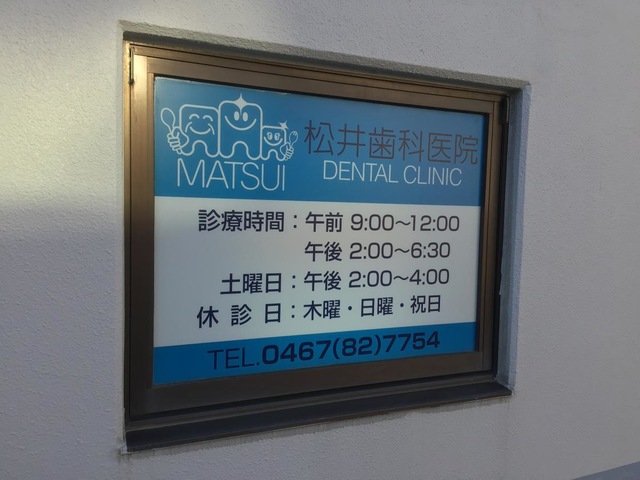 MATSUI
松井歯科医院
DENTAL CLINIC
診療時間：午前 9:00〜12:00
午後 2:00〜6:30
土曜日：午後 2:00〜4:00
休診日：木曜・日曜・祝日
TEL.0467(82)7754